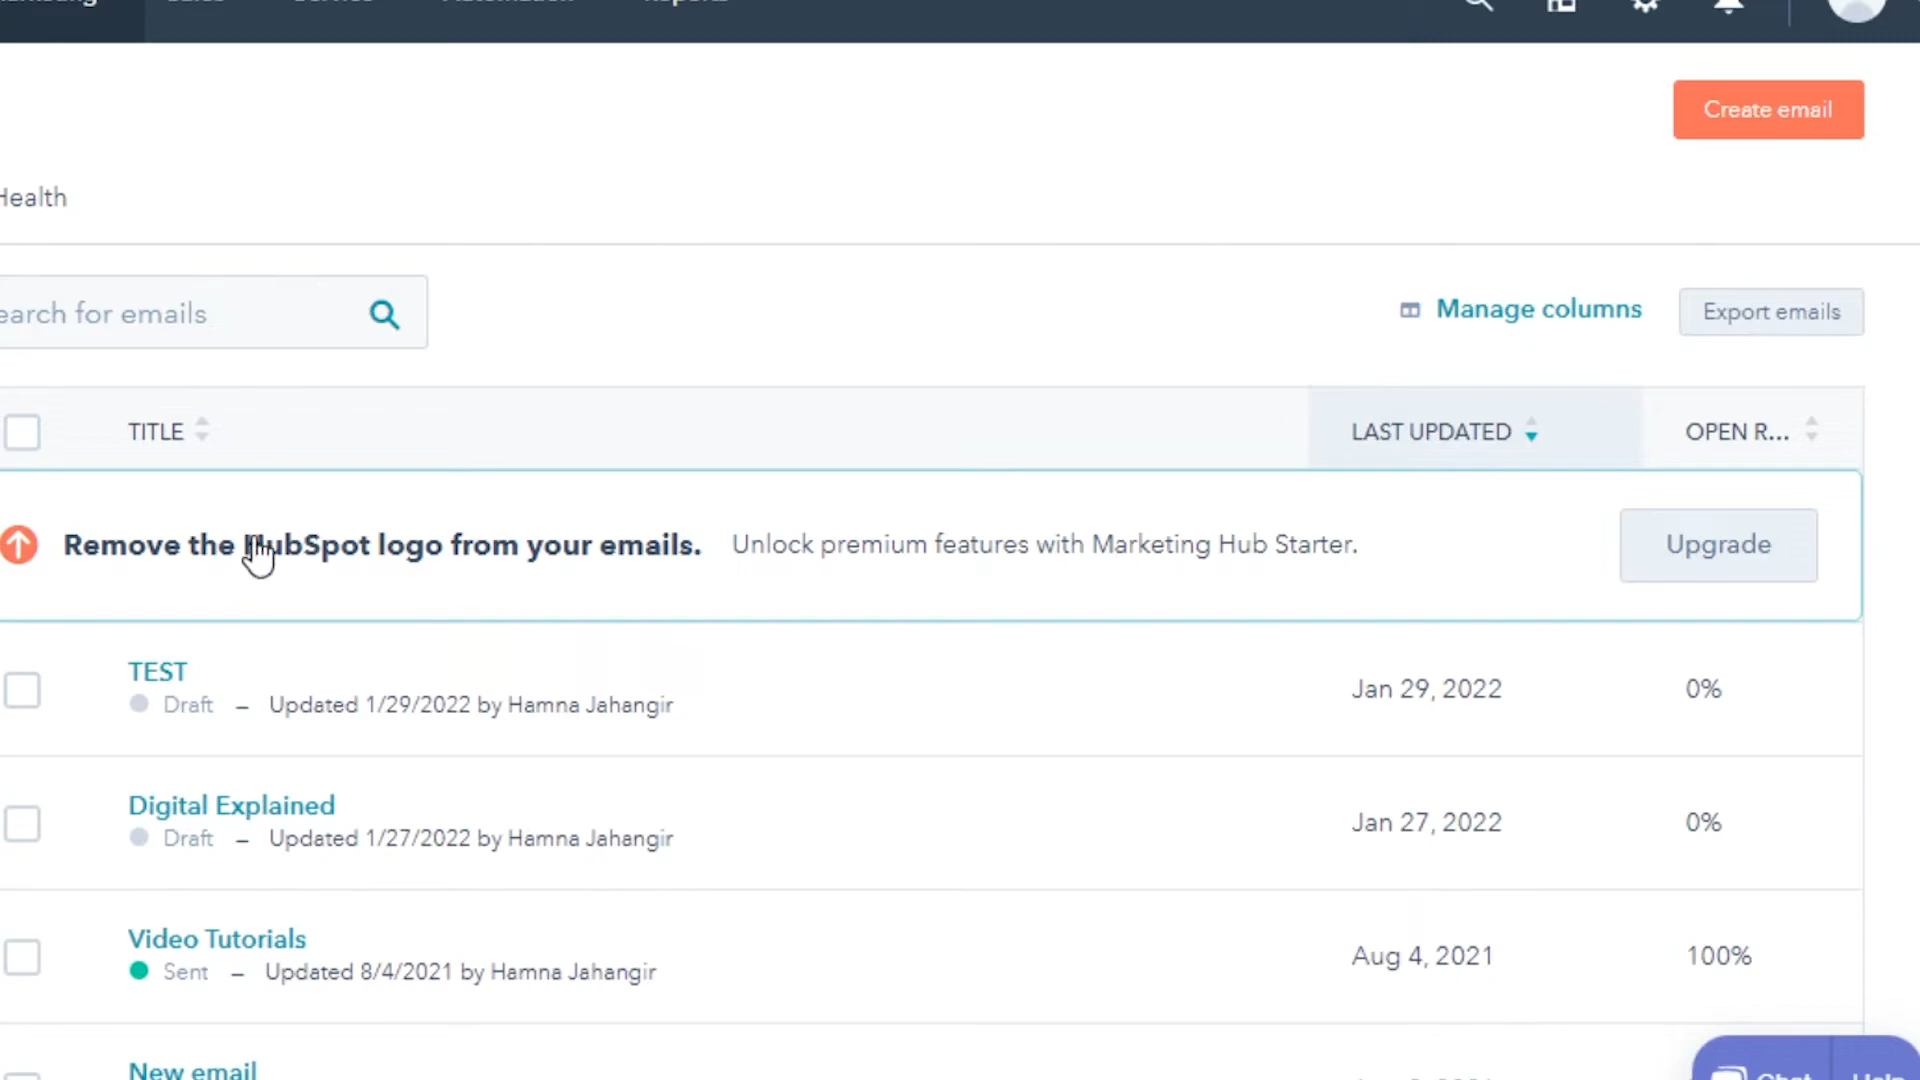 Create email
Health
earch for emails
Manage columns
Export emails
TITLE
LAST UPDATED
OPEN R...
Remove the HubSpot logo from your emails. Unlock premium features with Marketing Hub Starter.
Upgrade
TEST
Draft – Updated 1/29/2022 by Hamna Jahangir
Jan 29, 2022
0%
Digital Explained
Draft – Updated 1/27/2022 by Hamna Jahangir
Jan 27, 2022
0%
Video Tutorials
Sent – Updated 8/4/2021 by Hamna Jahangir
Aug 4, 2021
100%
New email
Chat
Help